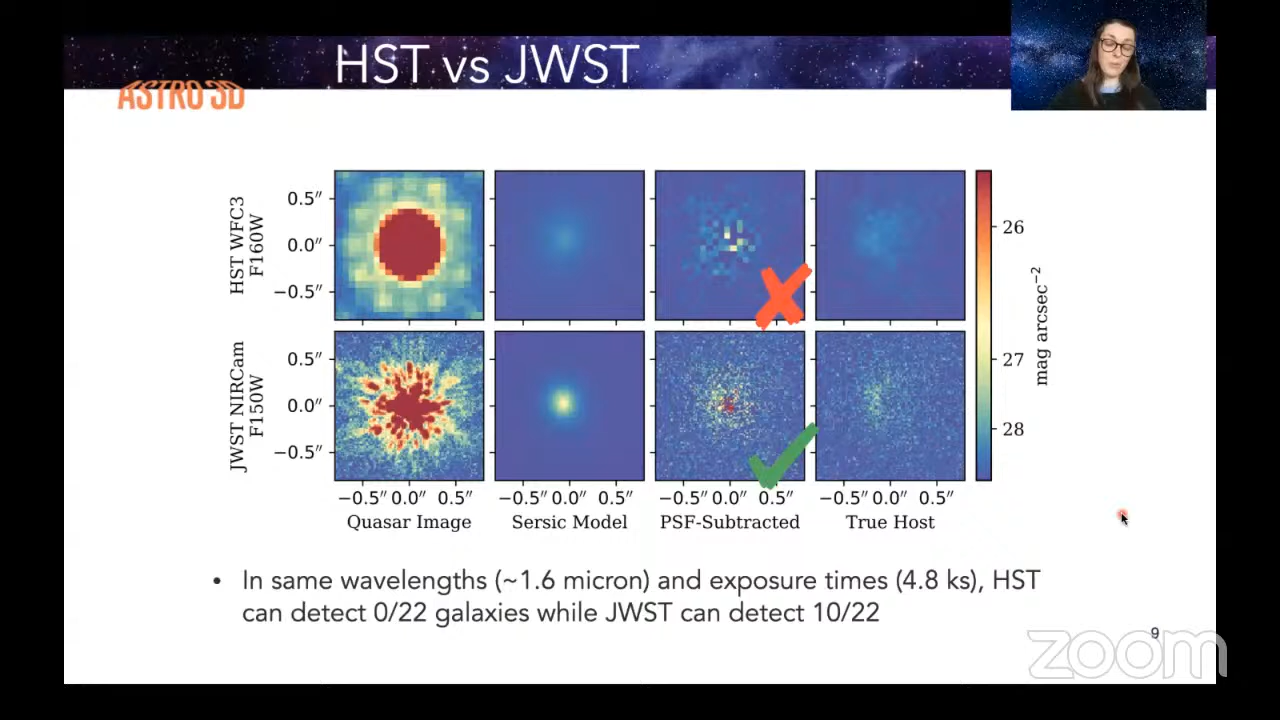 HST vs JWST
ASTRO 3D
HST WFC3
F160W
0.5″
0.0″
−0.5″
JWST NIRCam
F150W
0.5″
0.0″
−0.5″
−0.5″ 0.0″ 0.5″
−0.5″ 0.0″ 0.5″
−0.5″ 0.0″ 0.5″
−0.5″ 0.0″ 0.5″
Quasar Image
Sersic Model
PSF-Subtracted
True Host
26
27
28
mag arcsec−2
• In same wavelengths (~1.6 micron) and exposure times (4.8 ks), HST
can detect 0/22 galaxies while JWST can detect 10/22
9
zoom